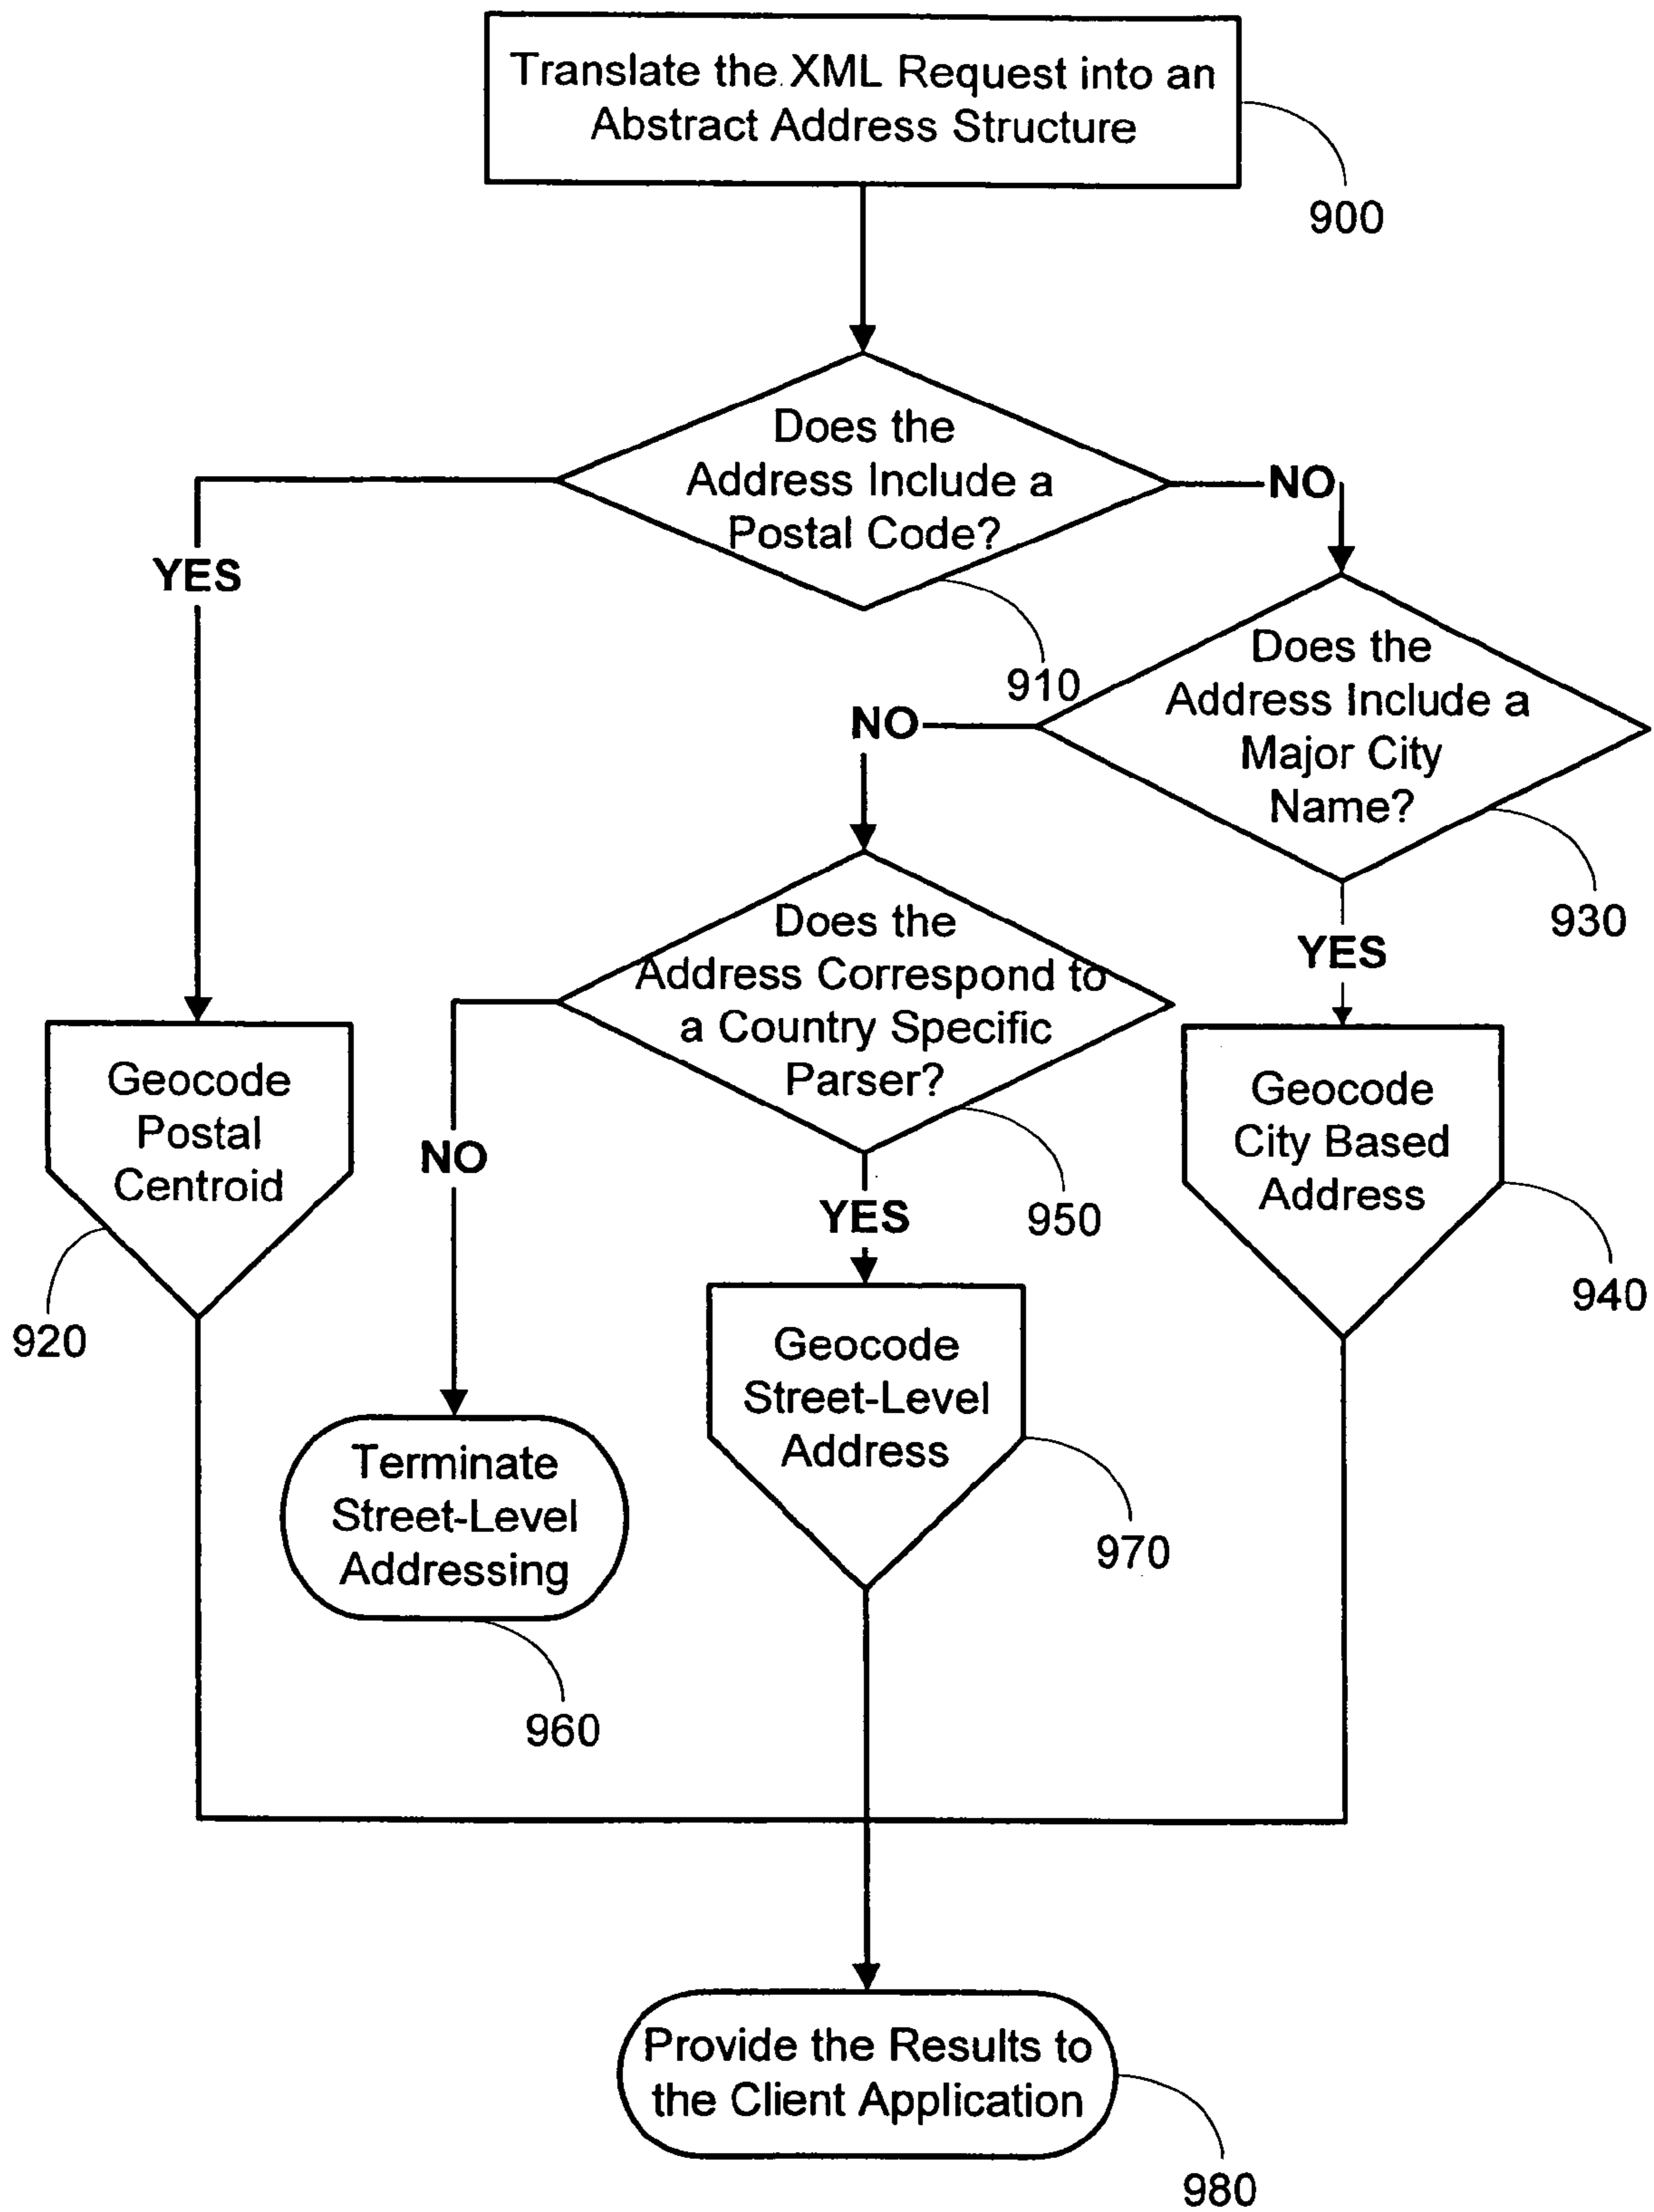 Translate the XML Request into an
Abstract Address Structure
900
Does the
Address Include a
Postal Code?
910
YES
NO
Does the
Address Include a
Major City
Name?
930
NO
YES
Does the
Address Correspond to
a Country Specific
Parser?
950
NO
YES
Geocode
Postal
Centroid
920
Geocode
City Based
Address
940
Geocode
Street-Level
Address
970
Terminate
Street-Level
Addressing
960
Provide the Results to
the Client Application
980